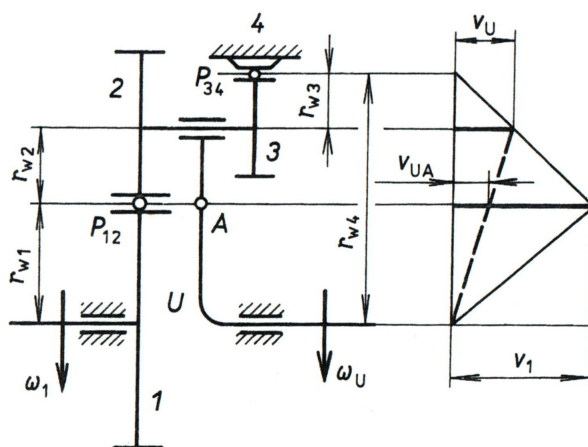 4
v_U
2
P_34
r_w3
r_w2
3
v_UA
r_w4
P_12
A
r_w1
U
ω_1
ω_U
v_1
1